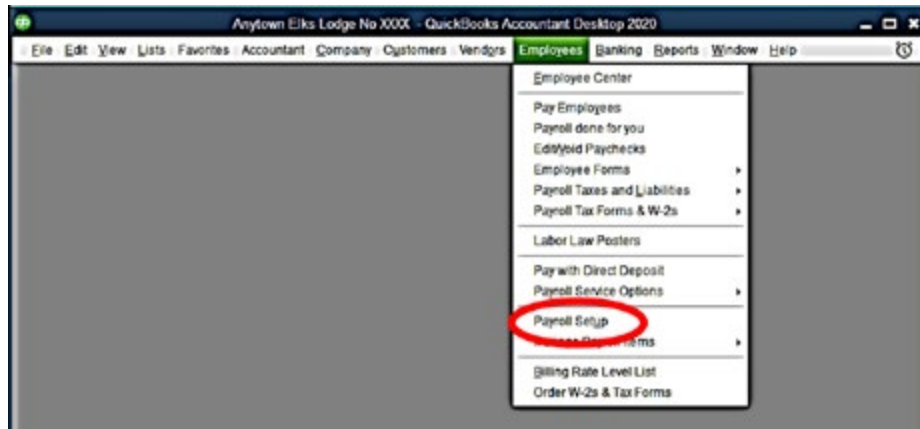 Anytown Elks Lodge No XXXX - QuickBooks Accountant Desktop 2020
File Edit View Lists Favorites Accountant Company Customers Vendors Employees Banking Reports Window Help
Employee Center
Pay Employees
Payroll done for you
Edit/Void Paychecks
Employee Forms
Payroll Taxes and Liabilities
Payroll Tax Forms & W-2s
Labor Law Posters
Pay with Direct Deposit
Payroll Service Options
Payroll Setup
Manage Payroll Items
Billing Rate Level List
Order W-2s & Tax Forms